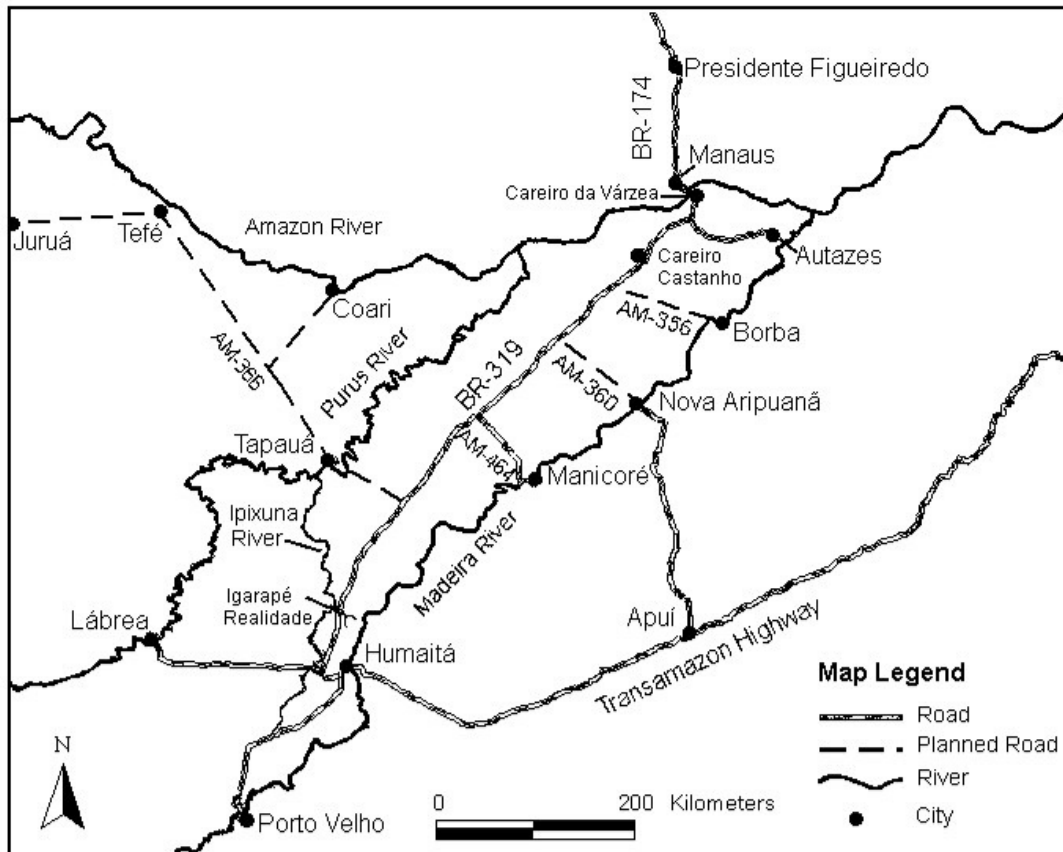 Presidente Figueiredo
BR-174
Manaus
Careiro da Várzea
Tefé
Amazon River
Juruá
Autazes
Careiro
Castanho
Coari
AM-356
Borba
AM-366
Purus River
BR-319
AM-360
Nova Aripuanã
Tapauá
AM-464
Manicoré
Ipixuna
River
Madeira River
Igarapé
Realidade
Lábrea
Apuí
Humaitá
Transamazon Highway
Map Legend
Road
Planned Road
River
City
N
0 200 Kilometers
Porto Velho